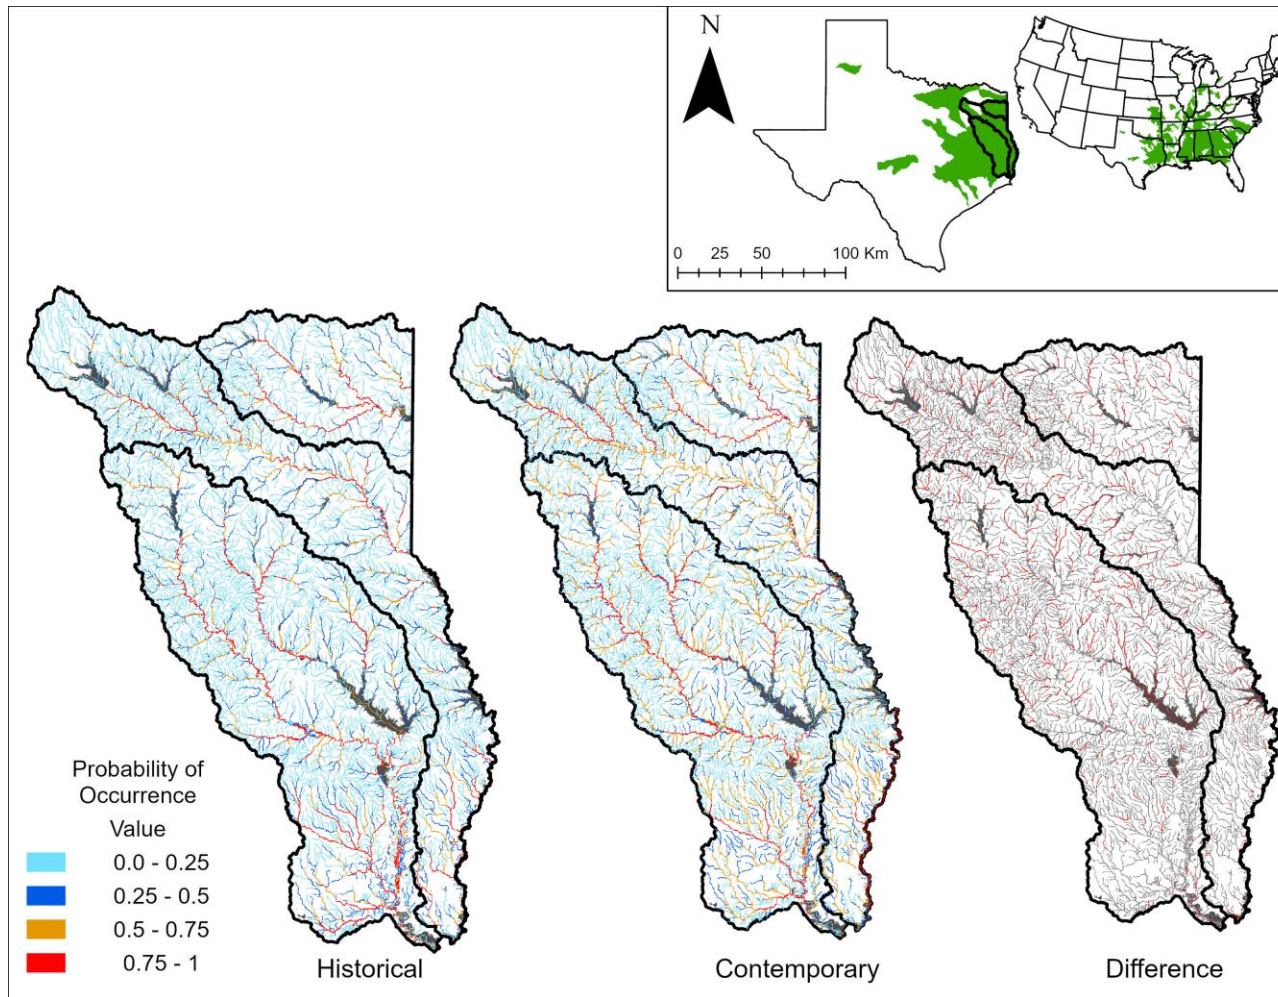 N
0 25 50 100 Km
Probability of
Occurrence
Value
0.0 - 0.25
0.25 - 0.5
0.5 - 0.75
0.75 - 1
Historical
Contemporary
Difference